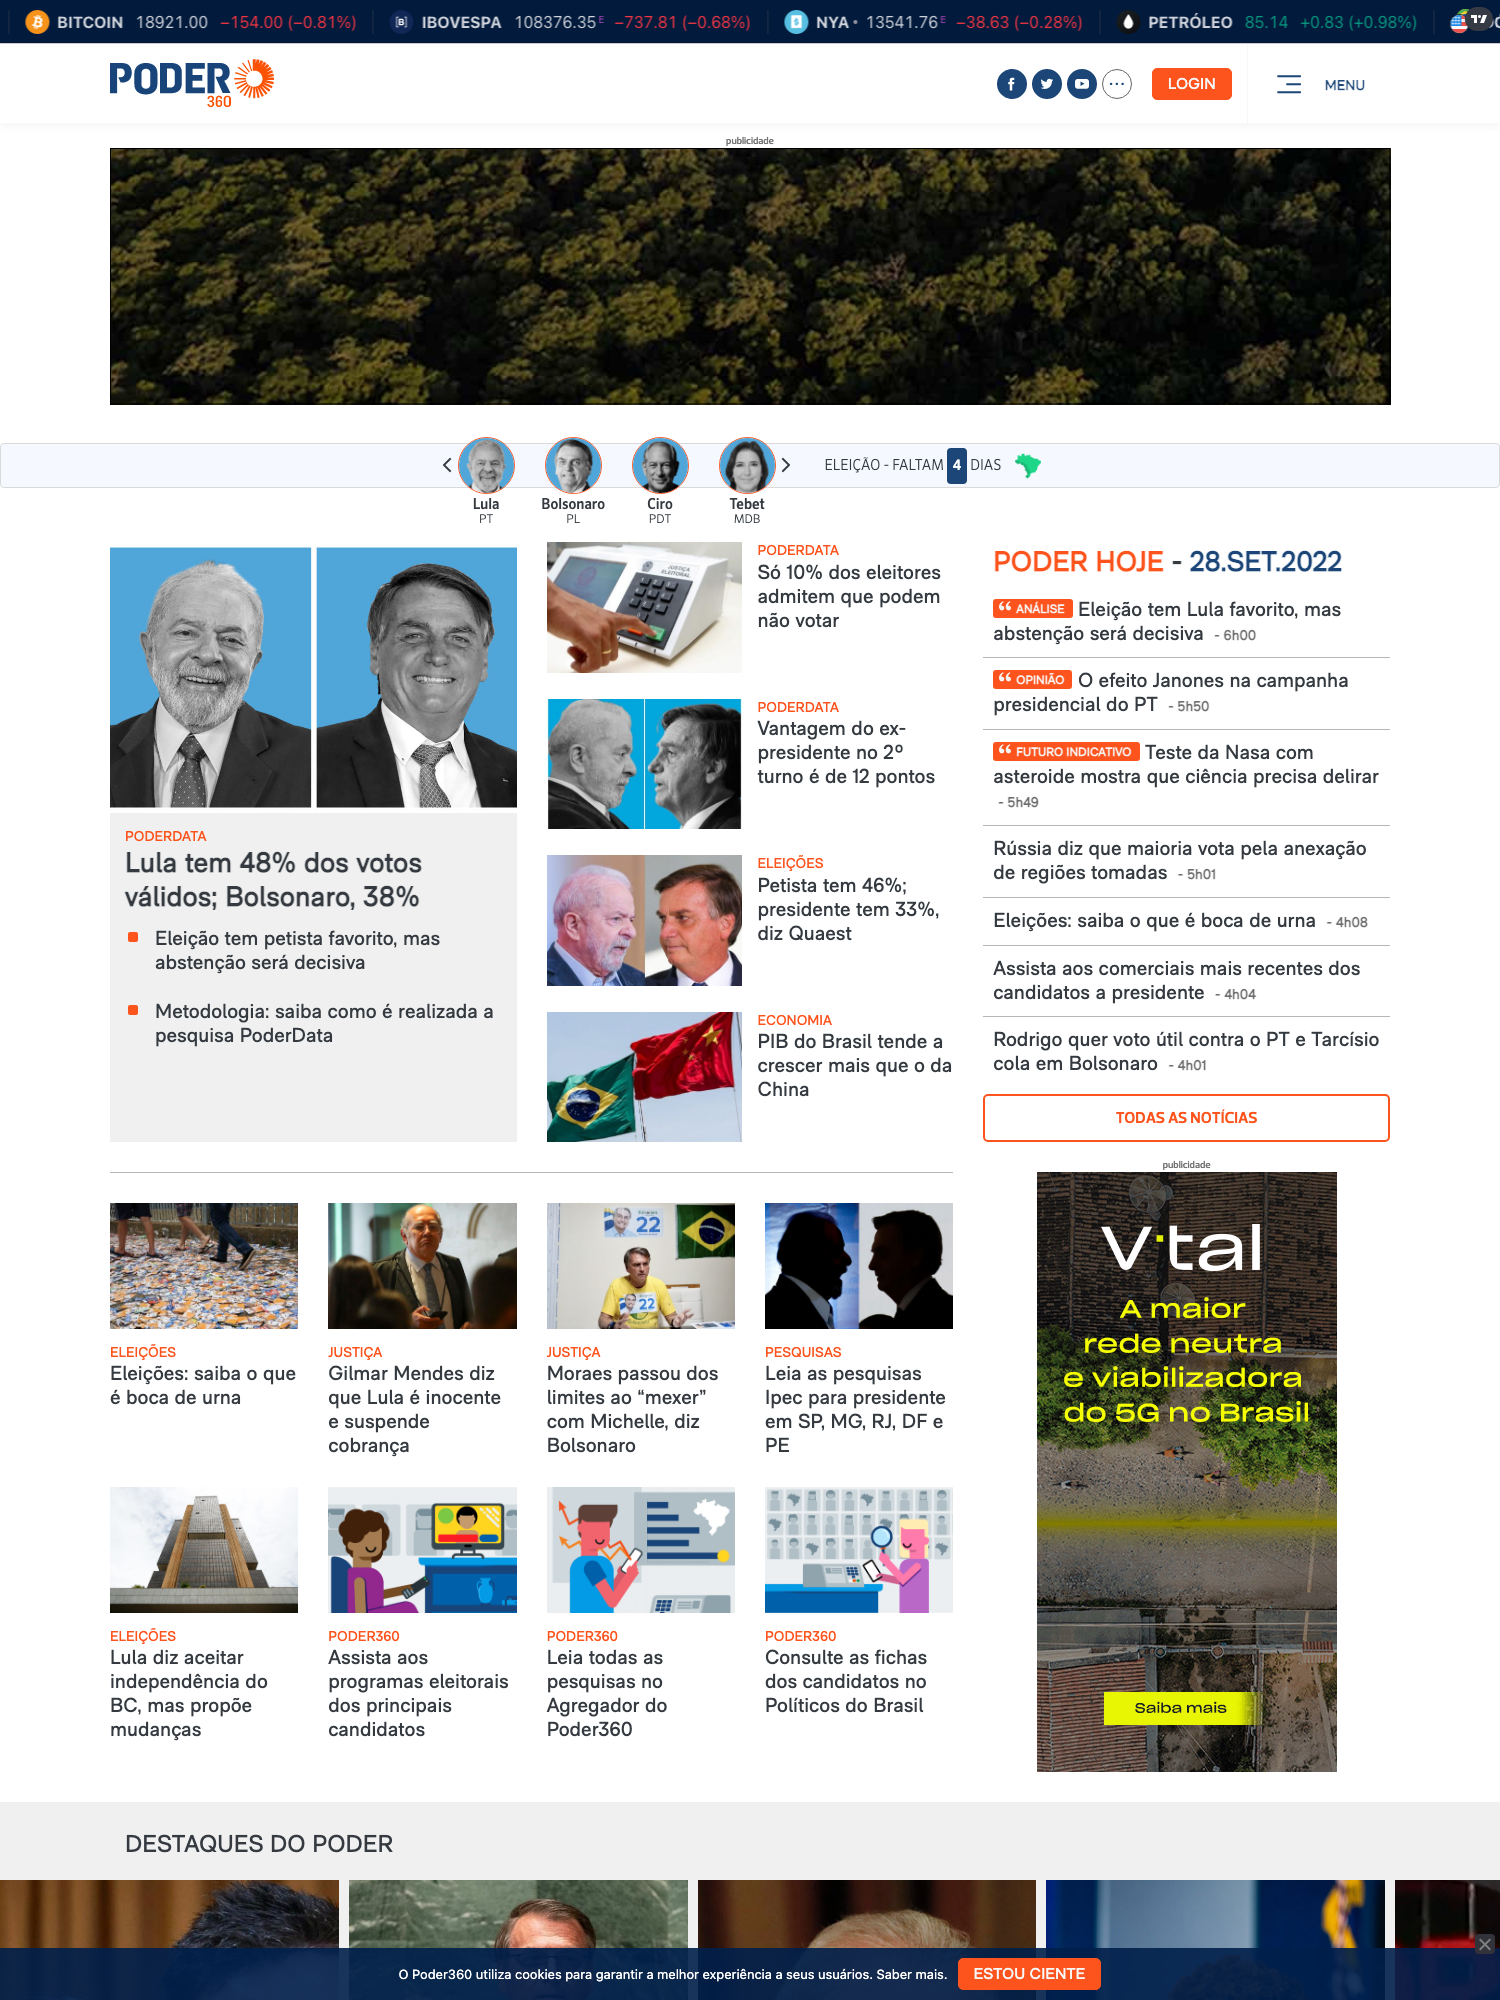 BITCOIN 18921.00 −154.00 (−0.81%) IBOVESPA 108376.35 E −737.81 (−0.68%) NYA 13541.76 E −38.63 (−0.28%) PETRÓLEO 85.14 +0.83 (+0.98%)
PODER
360
LOGIN
MENU
publicidade
ELEIÇÃO - FALTAM 4 DIAS
Lula
PT
Bolsonaro
PL
Ciro
PDT
Tebet
MDB
PODERDATA
Lula tem 48% dos votos
válidos; Bolsonaro, 38%
Eleição tem petista favorito, mas
abstenção será decisiva
Metodologia: saiba como é realizada a
pesquisa PoderData
JUSTIÇA
ELEITORAL
PODERDATA
Só 10% dos eleitores
admitem que podem
não votar
PODERDATA
Vantagem do ex-
presidente no 2º
turno é de 12 pontos
ELEIÇÕES
Petista tem 46%;
presidente tem 33%,
diz Quaest
ECONOMIA
PIB do Brasil tende a
crescer mais que o da
China
PODER HOJE - 28.SET.2022
“ ANÁLISE Eleição tem Lula favorito, mas
abstenção será decisiva - 6h00
“ OPINIÃO O efeito Janones na campanha
presidencial do PT - 5h50
“ FUTURO INDICATIVO Teste da Nasa com
asteroide mostra que ciência precisa delirar
- 5h49
Rússia diz que maioria vota pela anexação
de regiões tomadas - 5h01
Eleições: saiba o que é boca de urna - 4h08
Assista aos comerciais mais recentes dos
candidatos a presidente - 4h04
Rodrigo quer voto útil contra o PT e Tarcísio
cola em Bolsonaro - 4h01
TODAS AS NOTÍCIAS
publicidade
V·tal
A maior
rede neutra
e viabilizadora
do 5G no Brasil
Saiba mais
ELEIÇÕES
Eleições: saiba o que
é boca de urna
JUSTIÇA
Gilmar Mendes diz
que Lula é inocente
e suspende
cobrança
22
22
JUSTIÇA
Moraes passou dos
limites ao “mexer”
com Michelle, diz
Bolsonaro
PESQUISAS
Leia as pesquisas
Ipec para presidente
em SP, MG, RJ, DF e
PE
ELEIÇÕES
Lula diz aceitar
independência do
BC, mas propõe
mudanças
PODER360
Assista aos
programas eleitorais
dos principais
candidatos
PODER360
Leia todas as
pesquisas no
Agregador do
Poder360
PODER360
Consulte as fichas
dos candidatos no
Políticos do Brasil
DESTAQUES DO PODER
O Poder360 utiliza cookies para garantir a melhor experiência a seus usuários. Saber mais.
ESTOU CIENTE